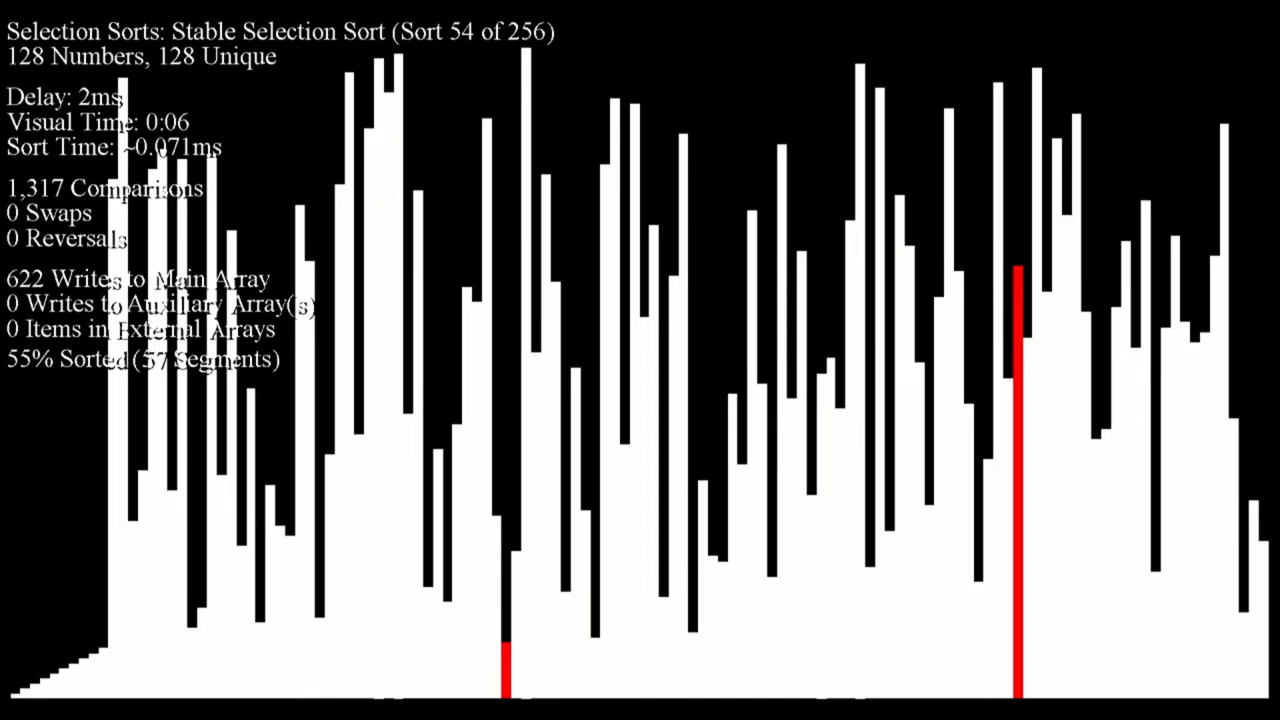 Selection Sorts: Stable Selection Sort (Sort 54 of 256)
128 Numbers, 128 Unique
Delay: 2ms
Visual Time: 0:06
Sort Time: ~0.071ms
1,317 Comparisons
0 Swaps
0 Reversals
622 Writes to Main Array
0 Writes to Auxiliary Array(s)
0 Items in External Arrays
55% Sorted (57 Segments)